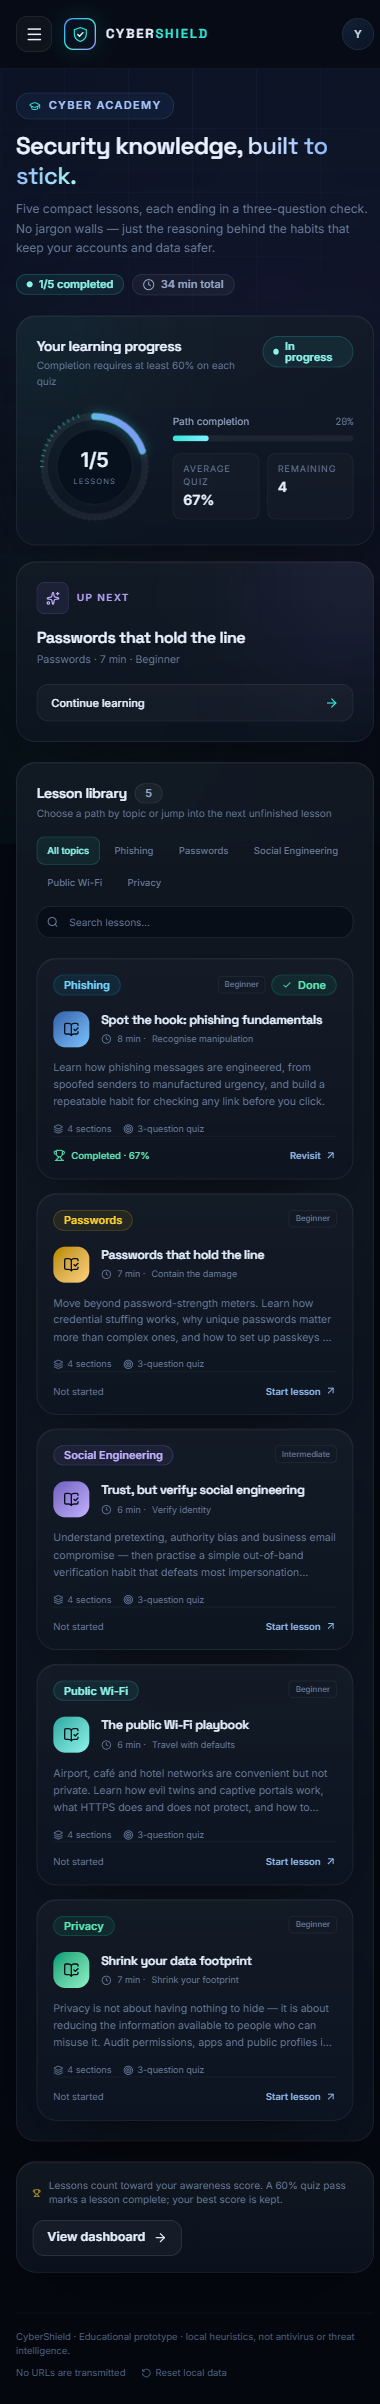 CYBERSHIELD
Y
CYBER ACADEMY
Security knowledge, built to
stick.
Five compact lessons, each ending in a three-question check.
No jargon walls — just the reasoning behind the habits that
keep your accounts and data safer.
1/5 completed
34 min total
Your learning progress
In
progress
Completion requires at least 60% on each
quiz
1/5
LESSONS
Path completion
20%
AVERAGE
QUIZ
67%
REMAINING
4
UP NEXT
Passwords that hold the line
Passwords · 7 min · Beginner
Continue learning
Lesson library
5
Choose a path by topic or jump into the next unfinished lesson
All topics
Phishing
Passwords
Social Engineering
Public Wi-Fi
Privacy
Search lessons...
Phishing
Beginner
Done
Spot the hook: phishing fundamentals
8 min · Recognise manipulation
Learn how phishing messages are engineered, from
spoofed senders to manufactured urgency, and build a
repeatable habit for checking any link before you click.
4 sections
3-question quiz
Completed · 67%
Revisit
Passwords
Beginner
Passwords that hold the line
7 min · Contain the damage
Move beyond password-strength meters. Learn how
credential stuffing works, why unique passwords matter
more than complex ones, and how to set up passkeys ...
4 sections
3-question quiz
Not started
Start lesson
Social Engineering
Intermediate
Trust, but verify: social engineering
6 min · Verify identity
Understand pretexting, authority bias and business email
compromise — then practise a simple out-of-band
verification habit that defeats most impersonation...
4 sections
3-question quiz
Not started
Start lesson
Public Wi-Fi
Beginner
The public Wi-Fi playbook
6 min · Travel with defaults
Airport, café and hotel networks are convenient but not
private. Learn how evil twins and captive portals work,
what HTTPS does and does not protect, and how to...
4 sections
3-question quiz
Not started
Start lesson
Privacy
Beginner
Shrink your data footprint
7 min · Shrink your footprint
Privacy is not about having nothing to hide — it is about
reducing the information available to people who can
misuse it. Audit permissions, apps and public profiles i...
4 sections
3-question quiz
Not started
Start lesson
Lessons count toward your awareness score. A 60% quiz pass
marks a lesson complete; your best score is kept.
View dashboard
CyberShield · Educational prototype · local heuristics, not antivirus or threat
intelligence.
No URLs are transmitted
Reset local data